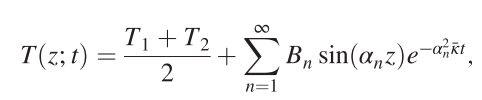 T(z; t) = \frac{T_1 + T_2}{2} + \sum_{n=1}^{\infty} B_n \sin(\alpha_n z) e^{-\alpha_n^2 \bar{\kappa} t},